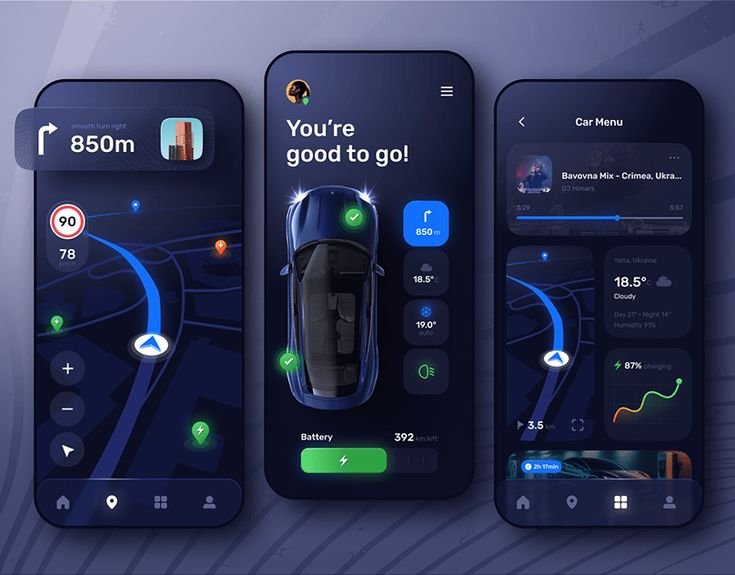 smooth turn right
850m
90
78
km/h
You're
good to go!
850 m
18.5°C
19.0°
auto
Battery
392 km left
Car Menu
Bavovna Mix - Crimea, Ukra...
DJ Himars
3:29
5:57
Yalta, Ukraine
18.5°C
Cloudy
Day 21° • Night 14°
Humidity 91%
87% charging
3.5 km
2h 17min